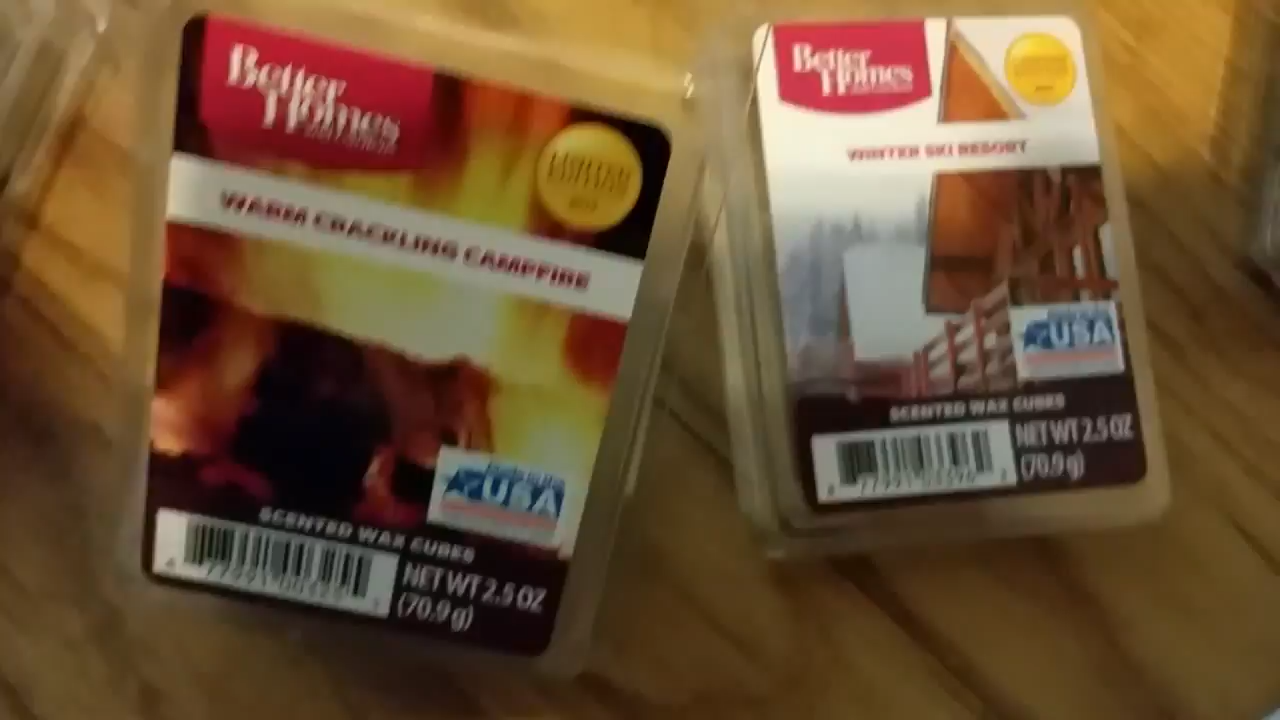 Better
Homes
WARM CRACKLING CAMPFIRE
USA
SCENTED WAX CUBES
NET WT 2.5 OZ
(70.9 g)
Better
Homes
WINTER SKI RESORT
USA
SCENTED WAX CUBES
NET WT 2.5 OZ
(70.9 g)